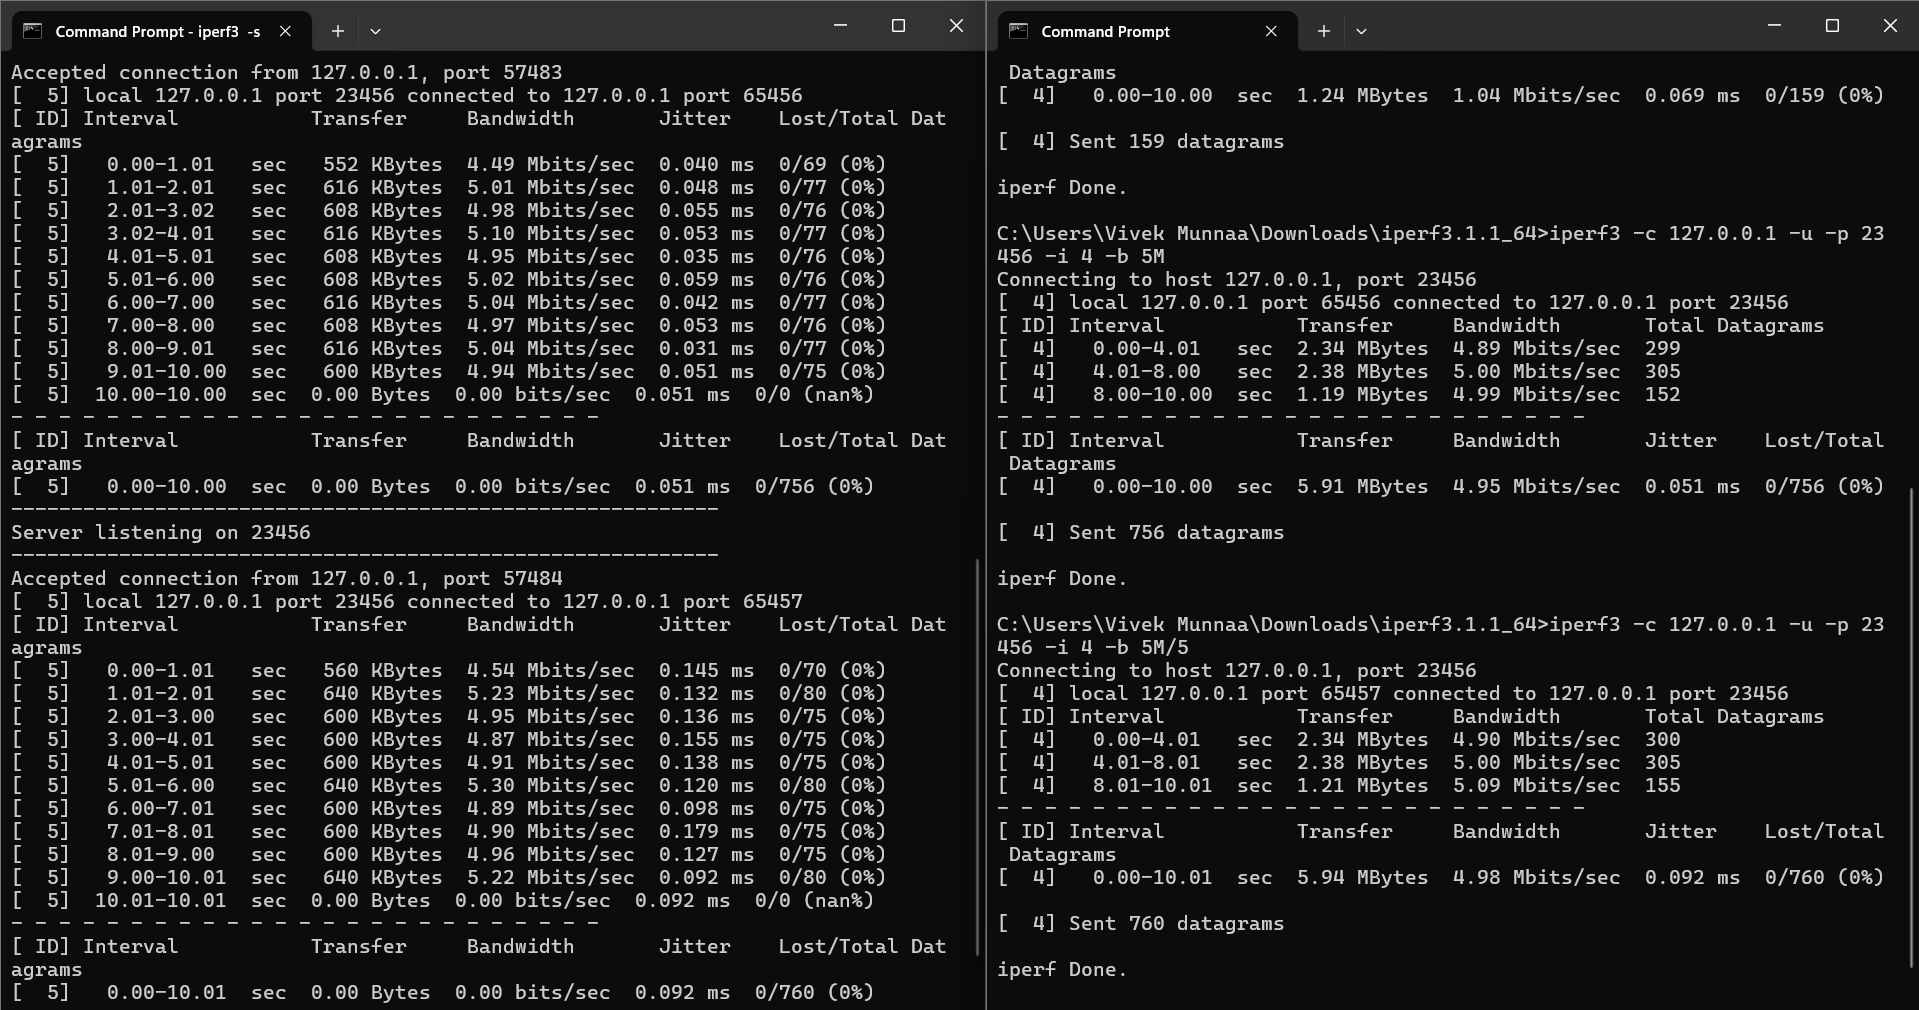 Command Prompt - iperf3  -s
Accepted connection from 127.0.0.1, port 57483
[  5] local 127.0.0.1 port 23456 connected to 127.0.0.1 port 65456
[ ID] Interval           Transfer     Bandwidth       Jitter    Lost/Total Dat
agrams
[  5]   0.00-1.01   sec   552 KBytes  4.49 Mbits/sec  0.040 ms  0/69 (0%)
[  5]   1.01-2.01   sec   616 KBytes  5.01 Mbits/sec  0.048 ms  0/77 (0%)
[  5]   2.01-3.02   sec   608 KBytes  4.98 Mbits/sec  0.055 ms  0/76 (0%)
[  5]   3.02-4.01   sec   616 KBytes  5.10 Mbits/sec  0.053 ms  0/77 (0%)
[  5]   4.01-5.01   sec   608 KBytes  4.95 Mbits/sec  0.035 ms  0/76 (0%)
[  5]   5.01-6.00   sec   608 KBytes  5.02 Mbits/sec  0.059 ms  0/76 (0%)
[  5]   6.00-7.00   sec   616 KBytes  5.04 Mbits/sec  0.042 ms  0/77 (0%)
[  5]   7.00-8.00   sec   608 KBytes  4.97 Mbits/sec  0.053 ms  0/76 (0%)
[  5]   8.00-9.01   sec   616 KBytes  5.04 Mbits/sec  0.031 ms  0/77 (0%)
[  5]   9.01-10.00  sec   600 KBytes  4.94 Mbits/sec  0.051 ms  0/75 (0%)
[  5]  10.00-10.00  sec  0.00 Bytes  0.00 bits/sec  0.051 ms  0/0 (nan%)
- - - - - - - - - - - - - - - - - - - - - - - - -
[ ID] Interval           Transfer     Bandwidth       Jitter    Lost/Total Dat
agrams
[  5]   0.00-10.00  sec  0.00 Bytes  0.00 bits/sec  0.051 ms  0/756 (0%)
-----------------------------------------------------------
Server listening on 23456
-----------------------------------------------------------
Accepted connection from 127.0.0.1, port 57484
[  5] local 127.0.0.1 port 23456 connected to 127.0.0.1 port 65457
[ ID] Interval           Transfer     Bandwidth       Jitter    Lost/Total Dat
agrams
[  5]   0.00-1.01   sec   560 KBytes  4.54 Mbits/sec  0.145 ms  0/70 (0%)
[  5]   1.01-2.01   sec   640 KBytes  5.23 Mbits/sec  0.132 ms  0/80 (0%)
[  5]   2.01-3.00   sec   600 KBytes  4.95 Mbits/sec  0.136 ms  0/75 (0%)
[  5]   3.00-4.01   sec   600 KBytes  4.87 Mbits/sec  0.155 ms  0/75 (0%)
[  5]   4.01-5.01   sec   600 KBytes  4.91 Mbits/sec  0.138 ms  0/75 (0%)
[  5]   5.01-6.00   sec   640 KBytes  5.30 Mbits/sec  0.120 ms  0/80 (0%)
[  5]   6.00-7.01   sec   600 KBytes  4.89 Mbits/sec  0.098 ms  0/75 (0%)
[  5]   7.01-8.01   sec   600 KBytes  4.90 Mbits/sec  0.179 ms  0/75 (0%)
[  5]   8.01-9.00   sec   600 KBytes  4.96 Mbits/sec  0.127 ms  0/75 (0%)
[  5]   9.00-10.01  sec   640 KBytes  5.22 Mbits/sec  0.092 ms  0/80 (0%)
[  5]  10.01-10.01  sec  0.00 Bytes  0.00 bits/sec  0.092 ms  0/0 (nan%)
- - - - - - - - - - - - - - - - - - - - - - - - -
[ ID] Interval           Transfer     Bandwidth       Jitter    Lost/Total Dat
agrams
[  5]   0.00-10.01  sec  0.00 Bytes  0.00 bits/sec  0.092 ms  0/760 (0%)
Command Prompt
 Datagrams
[  4]   0.00-10.00  sec  1.24 MBytes  1.04 Mbits/sec  0.069 ms  0/159 (0%)
[  4] Sent 159 datagrams
iperf Done.
C:\Users\Vivek Munnaa\Downloads\iperf3.1.1_64>iperf3 -c 127.0.0.1 -u -p 23
456 -i 4 -b 5M
Connecting to host 127.0.0.1, port 23456
[  4] local 127.0.0.1 port 65456 connected to 127.0.0.1 port 23456
[ ID] Interval           Transfer     Bandwidth       Total Datagrams
[  4]   0.00-4.01   sec  2.34 MBytes  4.89 Mbits/sec  299
[  4]   4.01-8.00   sec  2.38 MBytes  5.00 Mbits/sec  305
[  4]   8.00-10.00  sec  1.19 MBytes  4.99 Mbits/sec  152
- - - - - - - - - - - - - - - - - - - - - - - - -
[ ID] Interval           Transfer     Bandwidth       Jitter    Lost/Total
 Datagrams
[  4]   0.00-10.00  sec  5.91 MBytes  4.95 Mbits/sec  0.051 ms  0/756 (0%)
[  4] Sent 756 datagrams
iperf Done.
C:\Users\Vivek Munnaa\Downloads\iperf3.1.1_64>iperf3 -c 127.0.0.1 -u -p 23
456 -i 4 -b 5M/5
Connecting to host 127.0.0.1, port 23456
[  4] local 127.0.0.1 port 65457 connected to 127.0.0.1 port 23456
[ ID] Interval           Transfer     Bandwidth       Total Datagrams
[  4]   0.00-4.01   sec  2.34 MBytes  4.90 Mbits/sec  300
[  4]   4.01-8.01   sec  2.38 MBytes  5.00 Mbits/sec  305
[  4]   8.01-10.01  sec  1.21 MBytes  5.09 Mbits/sec  155
- - - - - - - - - - - - - - - - - - - - - - - - -
[ ID] Interval           Transfer     Bandwidth       Jitter    Lost/Total
 Datagrams
[  4]   0.00-10.01  sec  5.94 MBytes  4.98 Mbits/sec  0.092 ms  0/760 (0%)
[  4] Sent 760 datagrams
iperf Done.